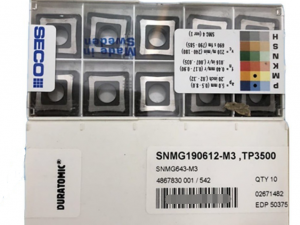 SECO
Made in
Sweden
P
M
K
N
S
H
DURATOMIC®
SNMG190612-M3 ,TP3500
SNMG643-M3
4867830 001 / 542
QTY 10
02671482
EDP 50375